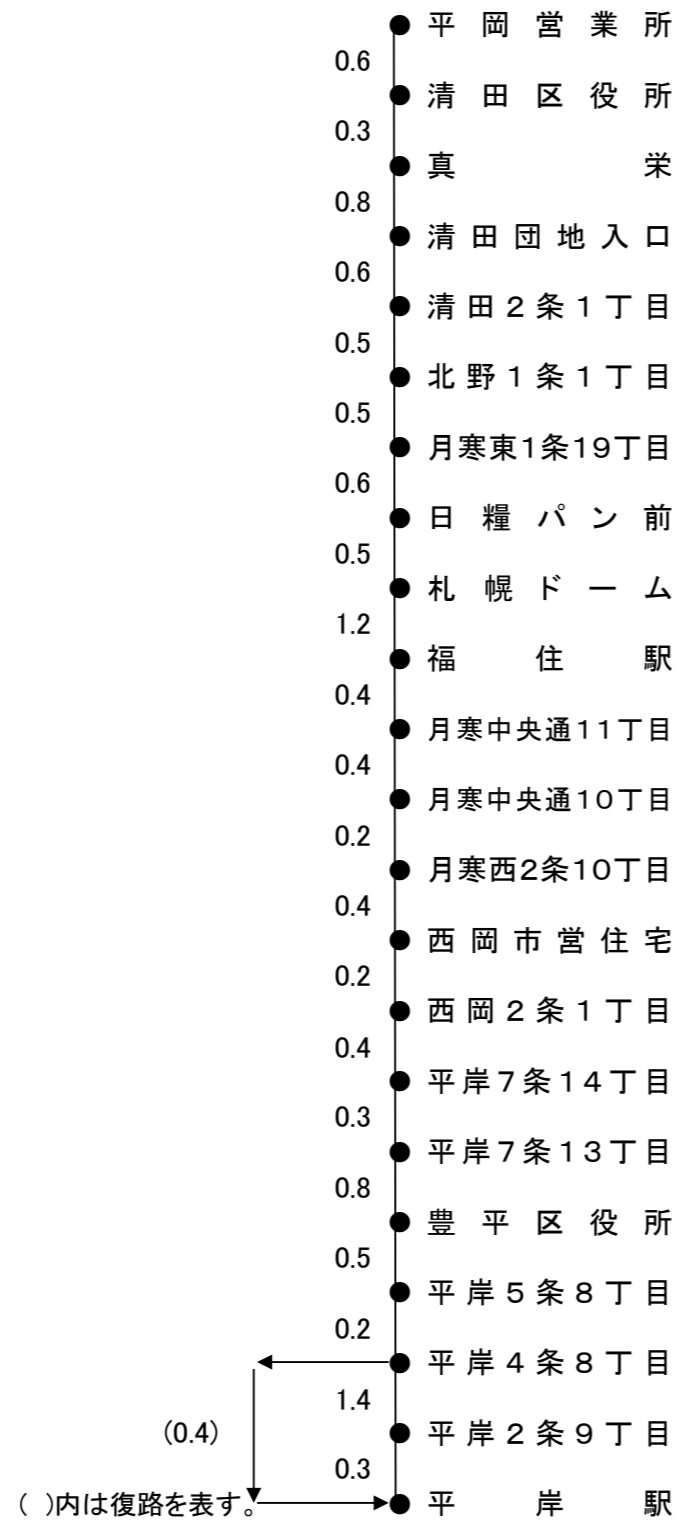 平岡営業所
0.6
清田区役所
0.3
真栄
0.8
清田団地入口
0.6
清田2条1丁目
0.5
北野1条1丁目
0.5
月寒東1条19丁目
0.6
日糧パン前
0.5
札幌ドーム
1.2
福住駅
0.4
月寒中央通11丁目
0.4
月寒中央通10丁目
0.2
月寒西2条10丁目
0.4
西岡市営住宅
0.2
西岡2条1丁目
0.4
平岸7条14丁目
0.3
平岸7条13丁目
0.8
豊平区役所
0.5
平岸5条8丁目
0.2
平岸4条8丁目
1.4
(0.4)
平岸2条9丁目
0.3
( )内は復路を表す。
平岸駅